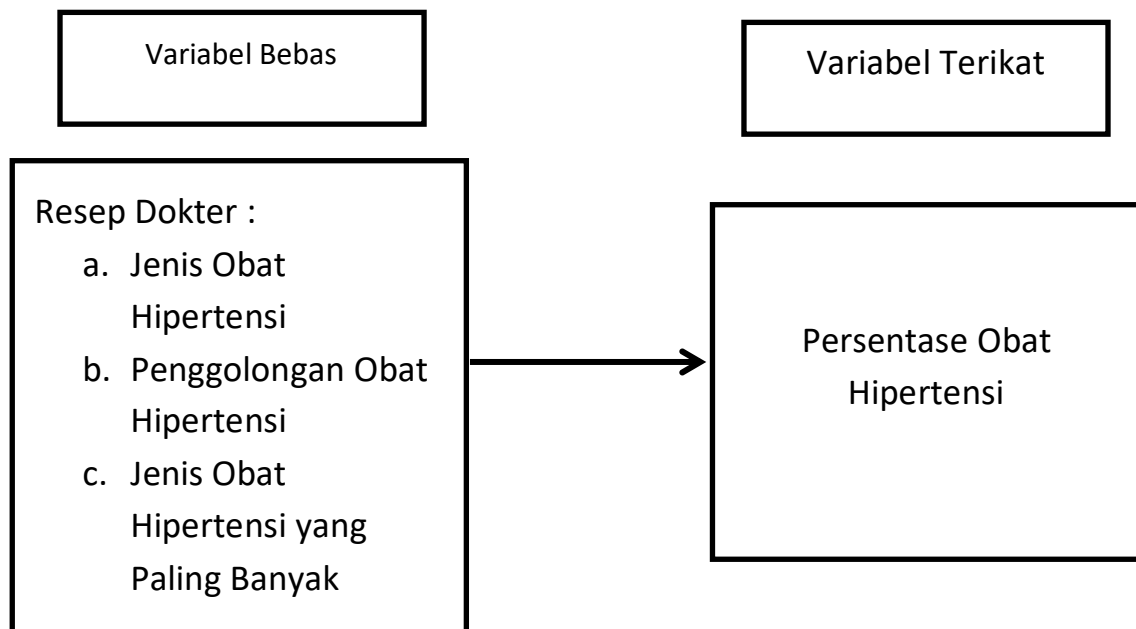 Variabel Bebas
Variabel Terikat
Resep Dokter :
a. Jenis Obat
Hipertensi
b. Penggolongan Obat
Hipertensi
c. Jenis Obat
Hipertensi yang
Paling Banyak
Persentase Obat
Hipertensi